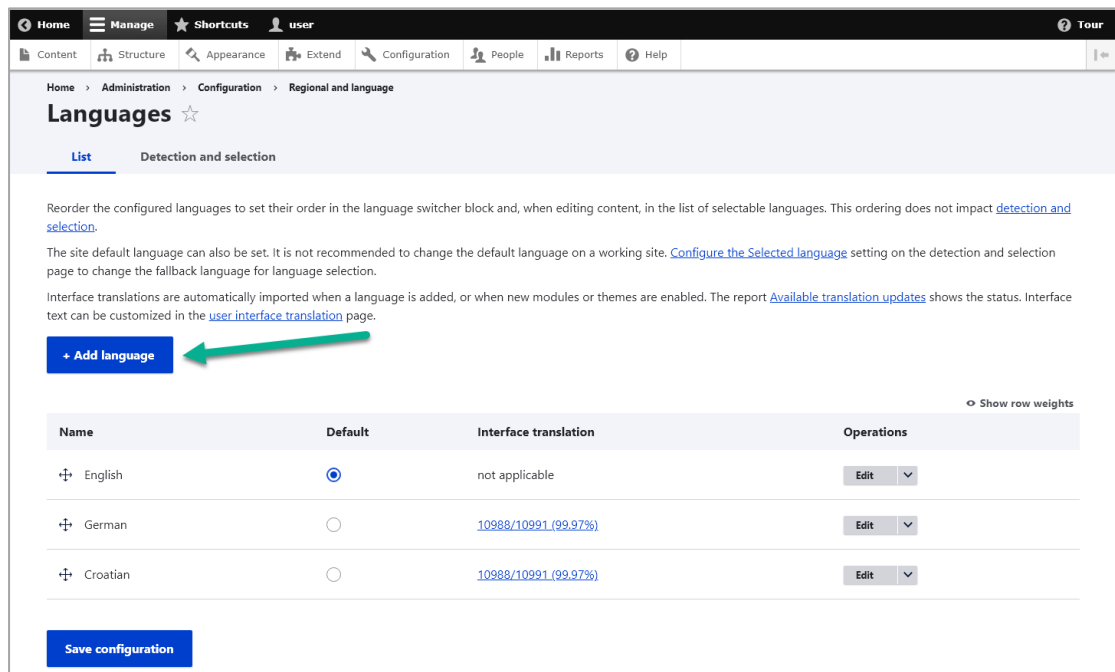 Home Manage Shortcuts user Tour
Content Structure Appearance Extend Configuration People Reports Help
Home › Administration › Configuration › Regional and language
Languages
List Detection and selection
Reorder the configured languages to set their order in the language switcher block and, when editing content, in the list of selectable languages. This ordering does not impact detection and
selection.
The site default language can also be set. It is not recommended to change the default language on a working site. Configure the Selected language setting on the detection and selection
page to change the fallback language for language selection.
Interface translations are automatically imported when a language is added, or when new modules or themes are enabled. The report Available translation updates shows the status. Interface
text can be customized in the user interface translation page.
+ Add language
Show row weights
Name Default Interface translation Operations
English not applicable Edit
German 10988/10991 (99.97%) Edit
Croatian 10988/10991 (99.97%) Edit
Save configuration